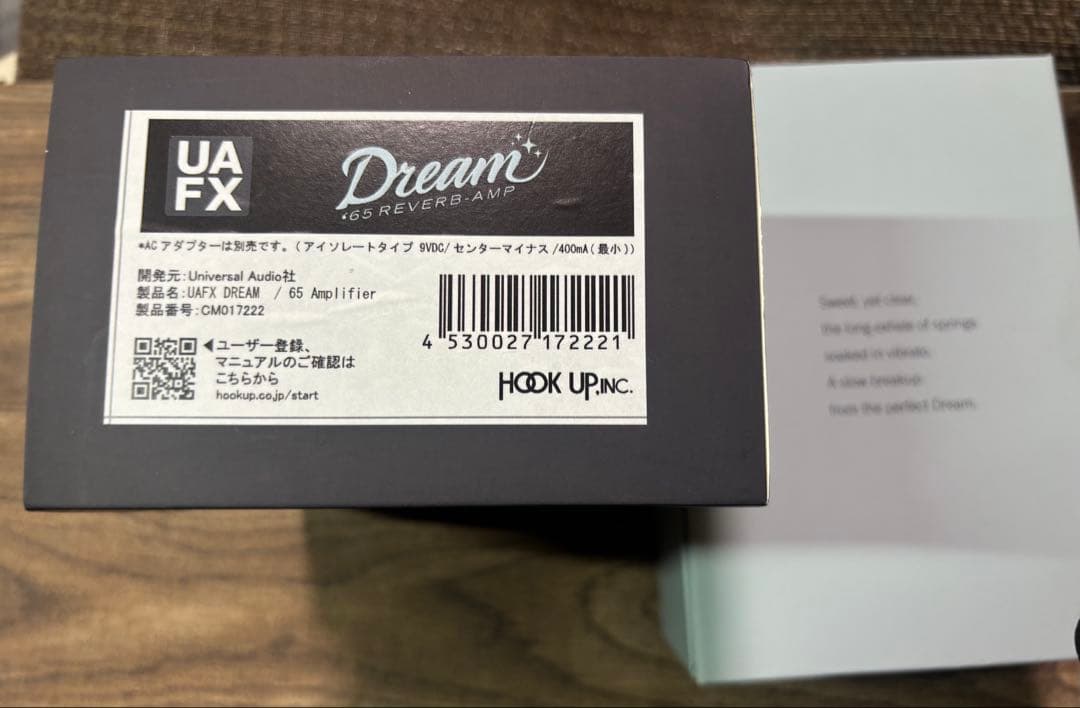 UA
FX
Dream
'65 REVERB-AMP
*ACアダプターは別売です。(アイソレートタイプ 9VDC/センターマイナス/400mA(最小))
開発元:Universal Audio社
製品名:UAFX DREAM / 65 Amplifier
製品番号:CM017222
◀ユーザー登録、
マニュアルのご確認は
こちらから
hookup.co.jp/start
4 530027 172221
HOOK UP,INC.
Sweet, yet clear,
the long exhale of springs
soaked in vibrato.
A slow breakup
from the perfect Dream.